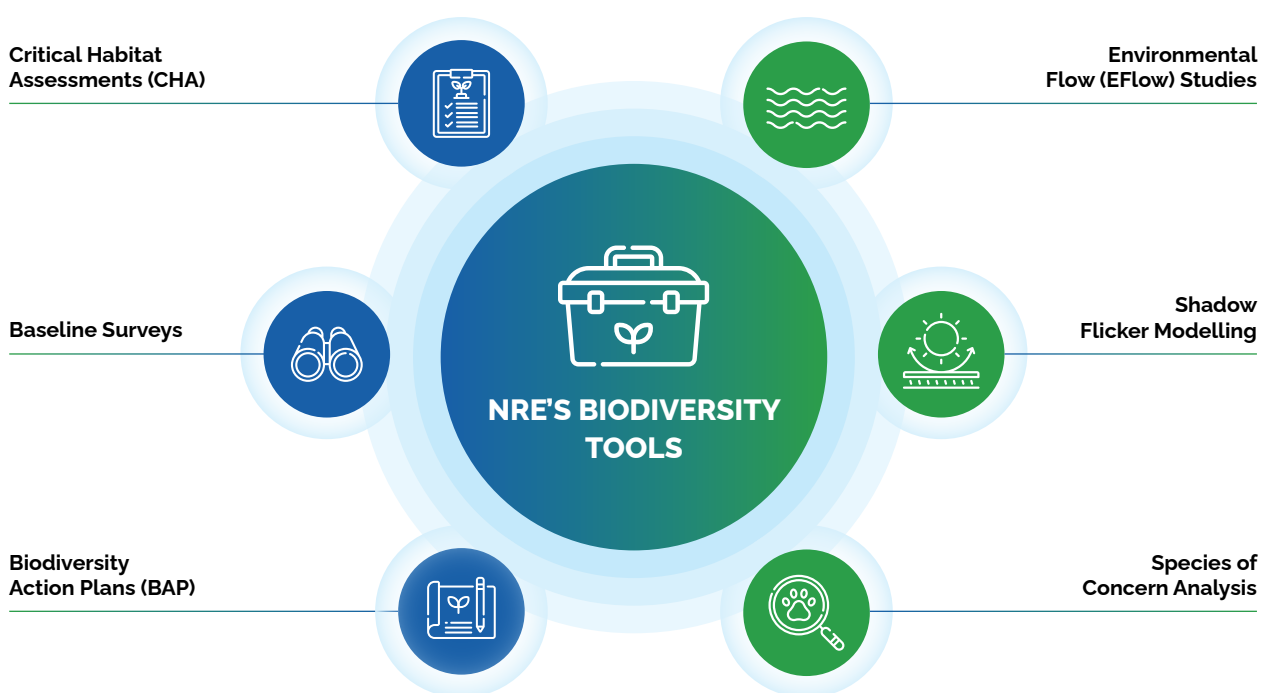 Critical Habitat
Assessments (CHA)
Environmental
Flow (EFlow) Studies
Baseline Surveys
Shadow
Flicker Modelling
NRE’S BIODIVERSITY
TOOLS
Biodiversity
Action Plans (BAP)
Species of
Concern Analysis